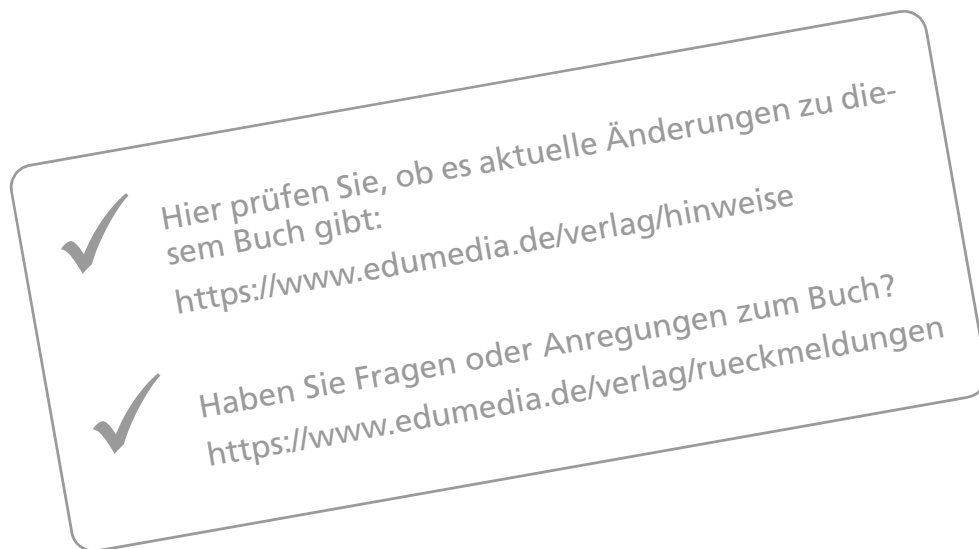 Hier prüfen Sie, ob es aktuelle Änderungen zu die-
sem Buch gibt:
https://www.edumedia.de/verlag/hinweise
Haben Sie Fragen oder Anregungen zum Buch?
https://www.edumedia.de/verlag/rueckmeldungen